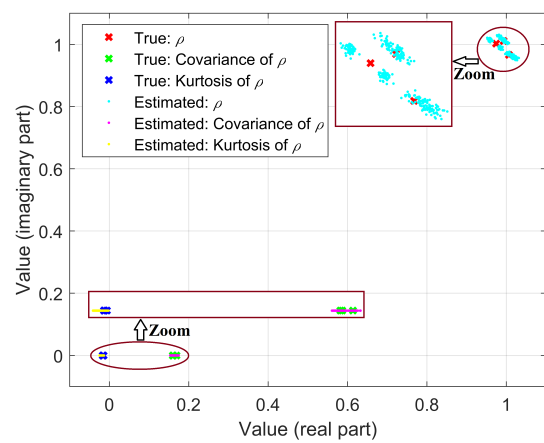 True: ρ
True: Covariance of ρ
True: Kurtosis of ρ
Estimated: ρ
Estimated: Covariance of ρ
Estimated: Kurtosis of ρ
Zoom
Zoom
1
0.8
0.6
0.4
0.2
0
0
0.2
0.4
0.6
0.8
1
Value (imaginary part)
Value (real part)